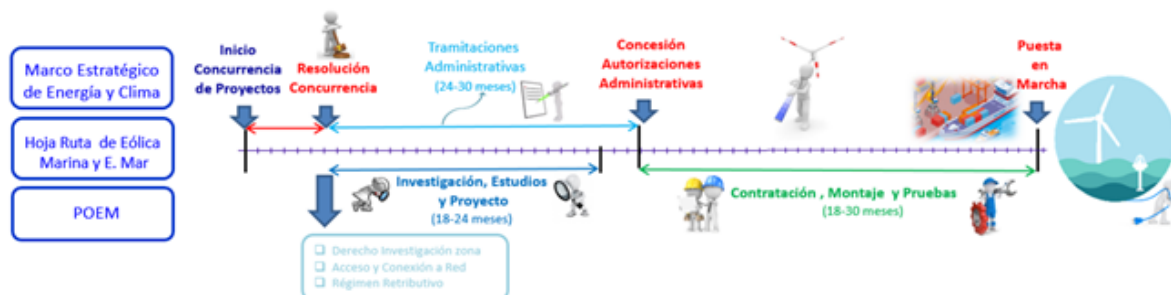 Marco Estratégico
de Energía y Clima
Hoja Ruta de Eólica
Marina y E. Mar
POEM
Inicio
Concurrencia
de Proyectos
Resolución
Concurrencia
Tramitaciones
Administrativas
(24-30 meses)
Concesión
Autorizaciones
Administrativas
Puesta
en
Marcha
Investigación, Estudios
y Proyecto
(18-24 meses)
Contratación , Montaje y Pruebas
(18-30 meses)
Derecho Investigación zona
Acceso y Conexión a Red
Régimen Retributivo